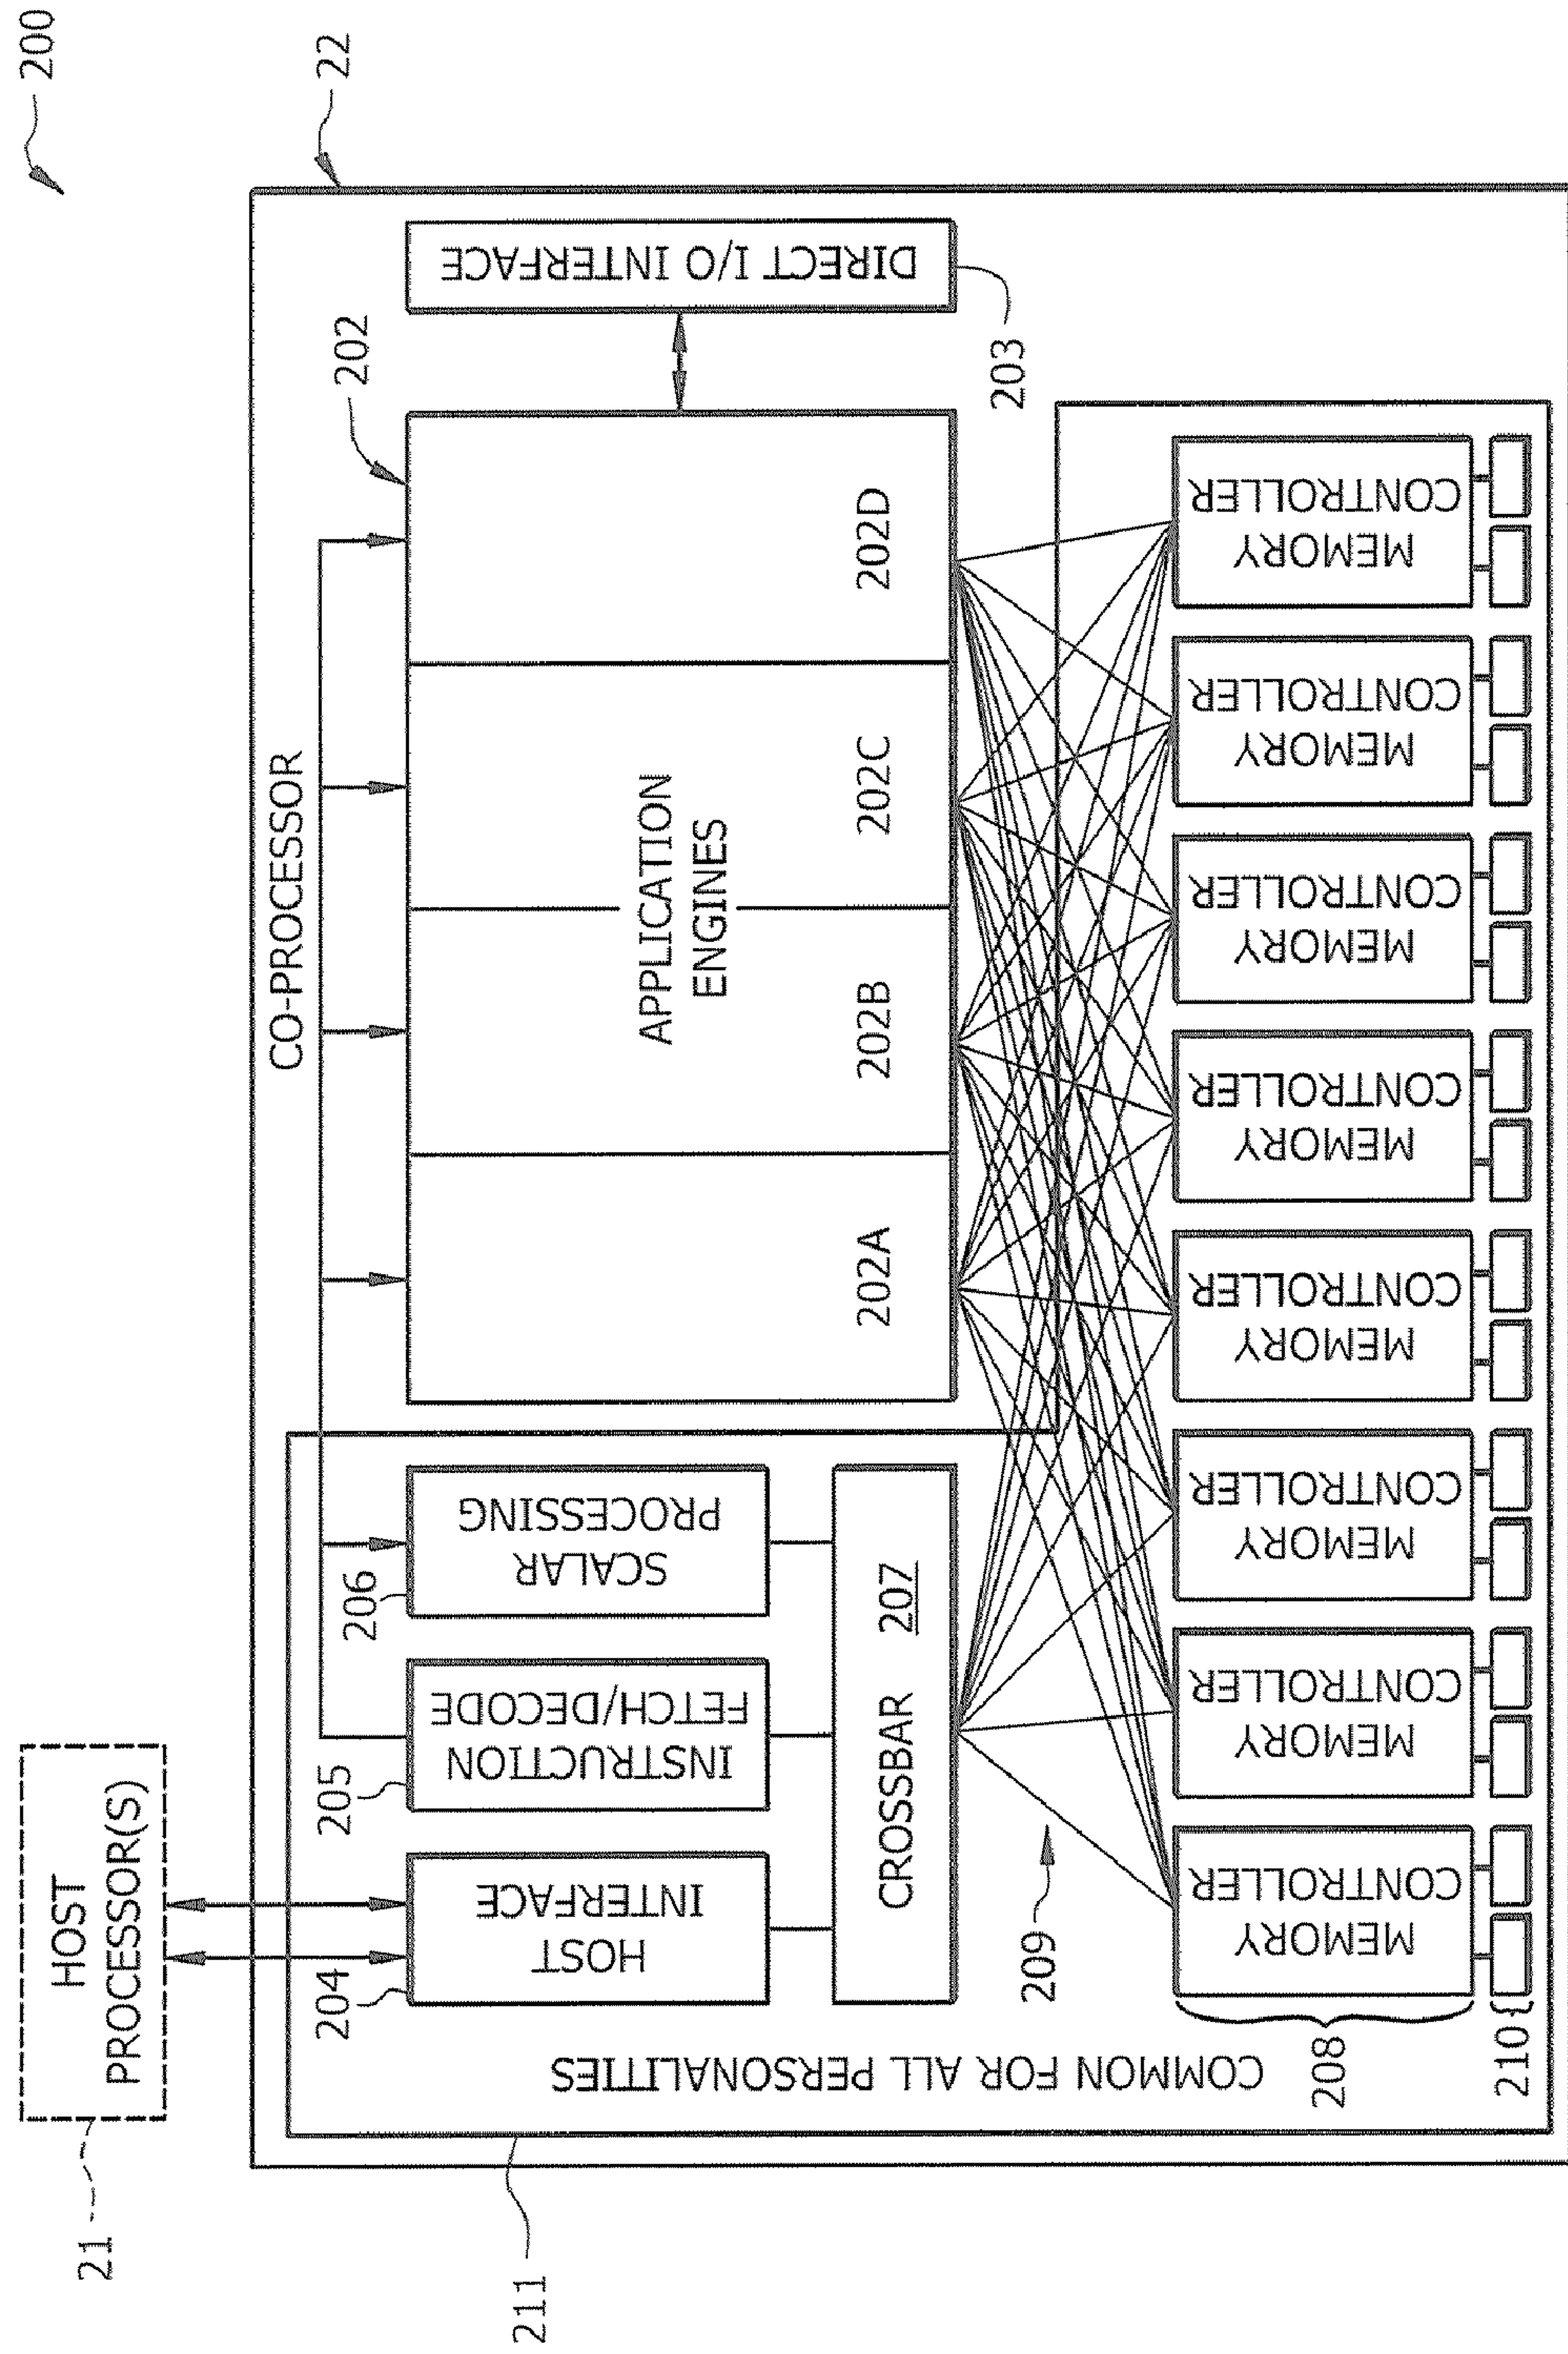 200
HOST
PROCESSOR(S)
21
22
CO-PROCESSOR
211
204
HOST
INTERFACE
205
INSTRUCTION
FETCH/DECODE
206
SCALAR
PROCESSING
202
APPLICATION
ENGINES
202A
202B
202C
202D
DIRECT I/O INTERFACE
203
CROSSBAR 207
COMMON FOR ALL PERSONALITIES
209
208
MEMORY
CONTROLLER
MEMORY
CONTROLLER
MEMORY
CONTROLLER
MEMORY
CONTROLLER
MEMORY
CONTROLLER
MEMORY
CONTROLLER
MEMORY
CONTROLLER
MEMORY
CONTROLLER
210